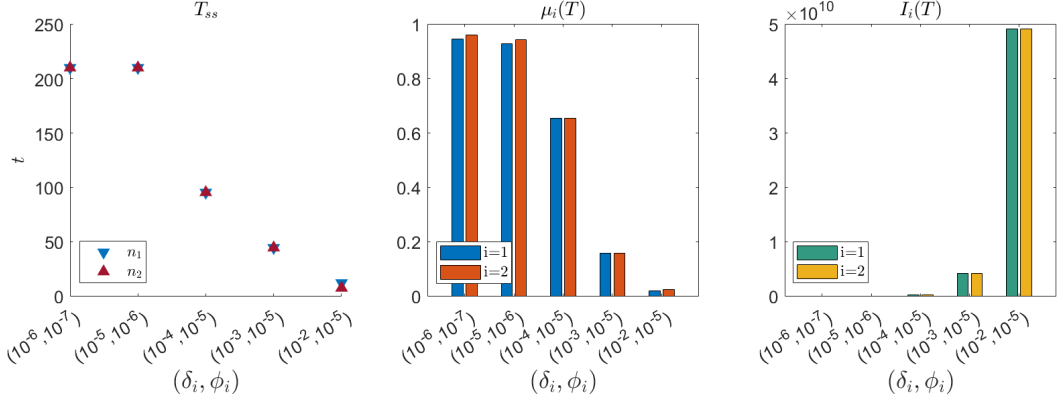 T_ss
250
200
150
100
50
0
t
n_1
n_2
(10^-6,10^-7)
(10^-5,10^-6)
(10^-4,10^-5)
(10^-3,10^-5)
(10^-2,10^-5)
(δ_i, φ_i)
μ_i(T)
1
0.8
0.6
0.4
0.2
0
i=1
i=2
(10^-6,10^-7)
(10^-5,10^-6)
(10^-4,10^-5)
(10^-3,10^-5)
(10^-2,10^-5)
(δ_i, φ_i)
I_i(T)
×10^10
5
4
3
2
1
0
i=1
i=2
(10^-6,10^-7)
(10^-5,10^-6)
(10^-4,10^-5)
(10^-3,10^-5)
(10^-2,10^-5)
(δ_i, φ_i)